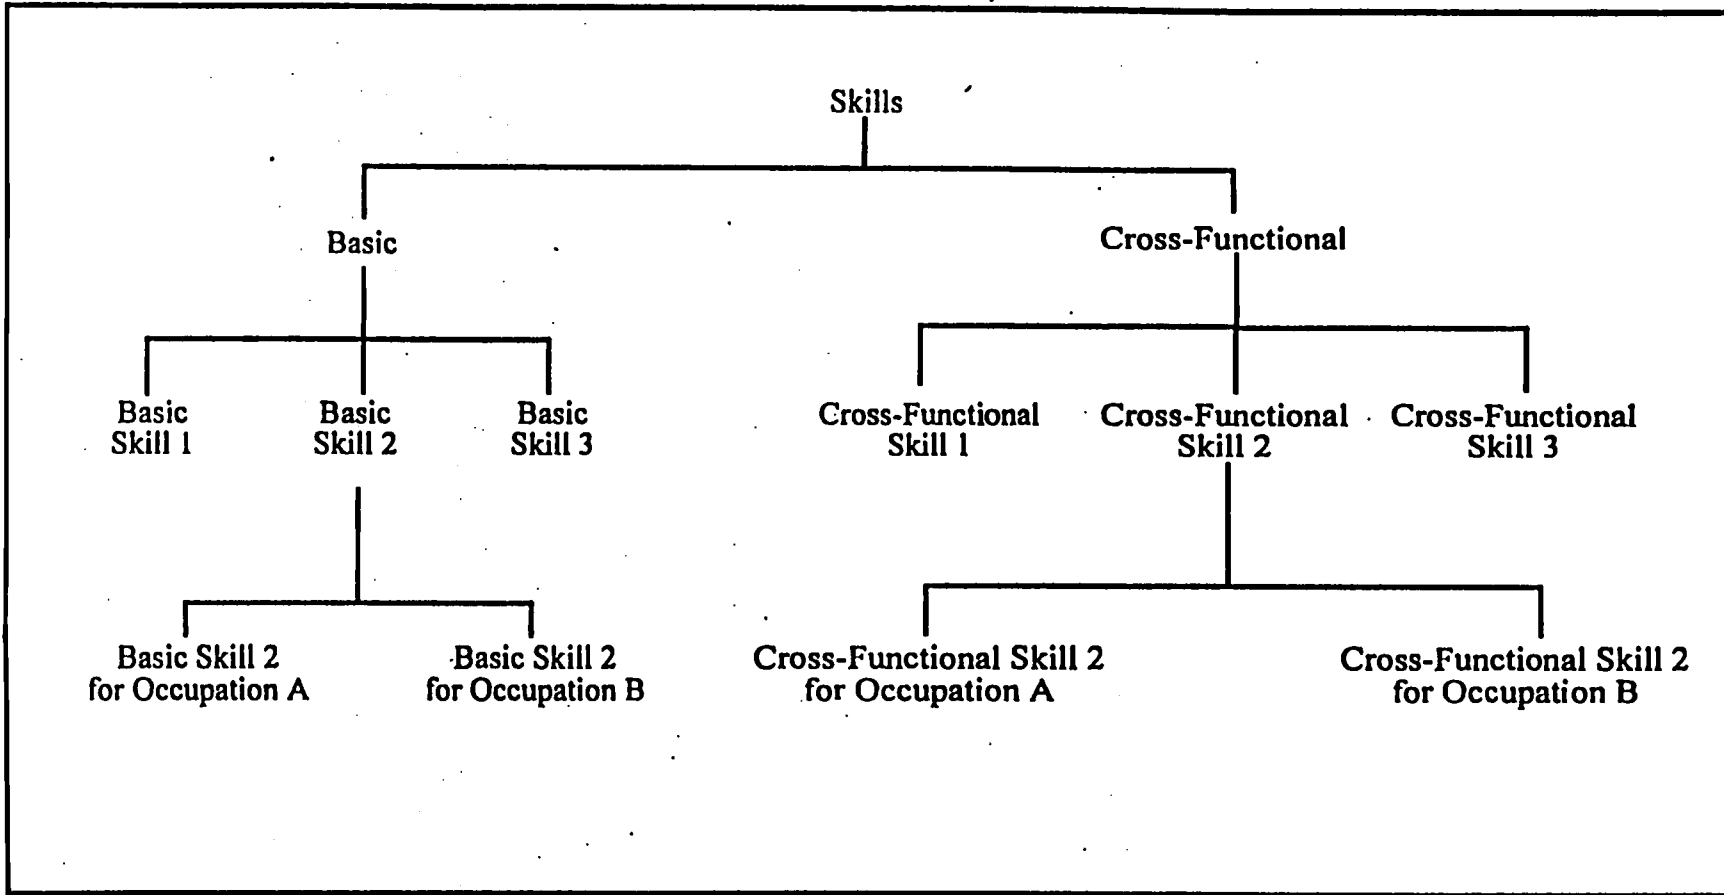 Skills
Basic
Cross-Functional
Basic
Skill 1
Basic
Skill 2
Basic
Skill 3
Cross-Functional
Skill 1
Cross-Functional
Skill 2
Cross-Functional
Skill 3
Basic Skill 2
for Occupation A
Basic Skill 2
for Occupation B
Cross-Functional Skill 2
for Occupation A
Cross-Functional Skill 2
for Occupation B